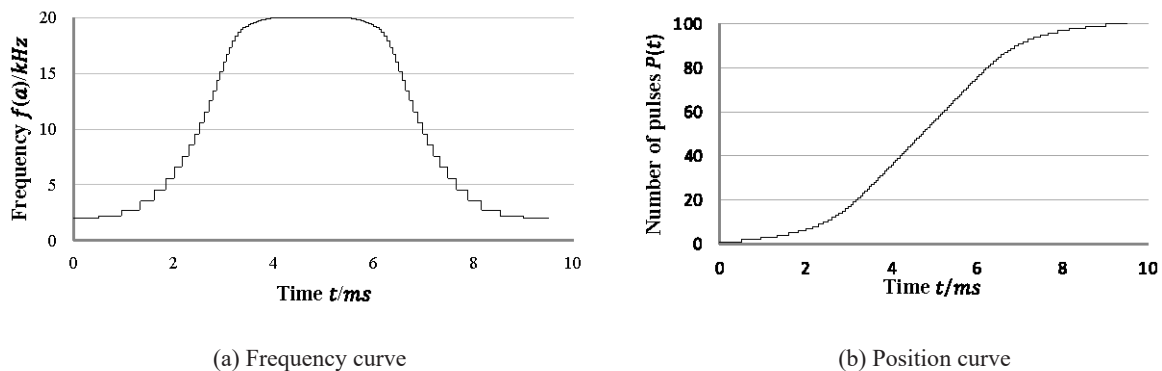 Frequency f(a)/kHz
20
15
10
5
0
0 2 4 6 8 10
Time t/ms
(a) Frequency curve
Number of pulses P(t)
100
80
60
40
20
0
0 2 4 6 8 10
Time t/ms
(b) Position curve